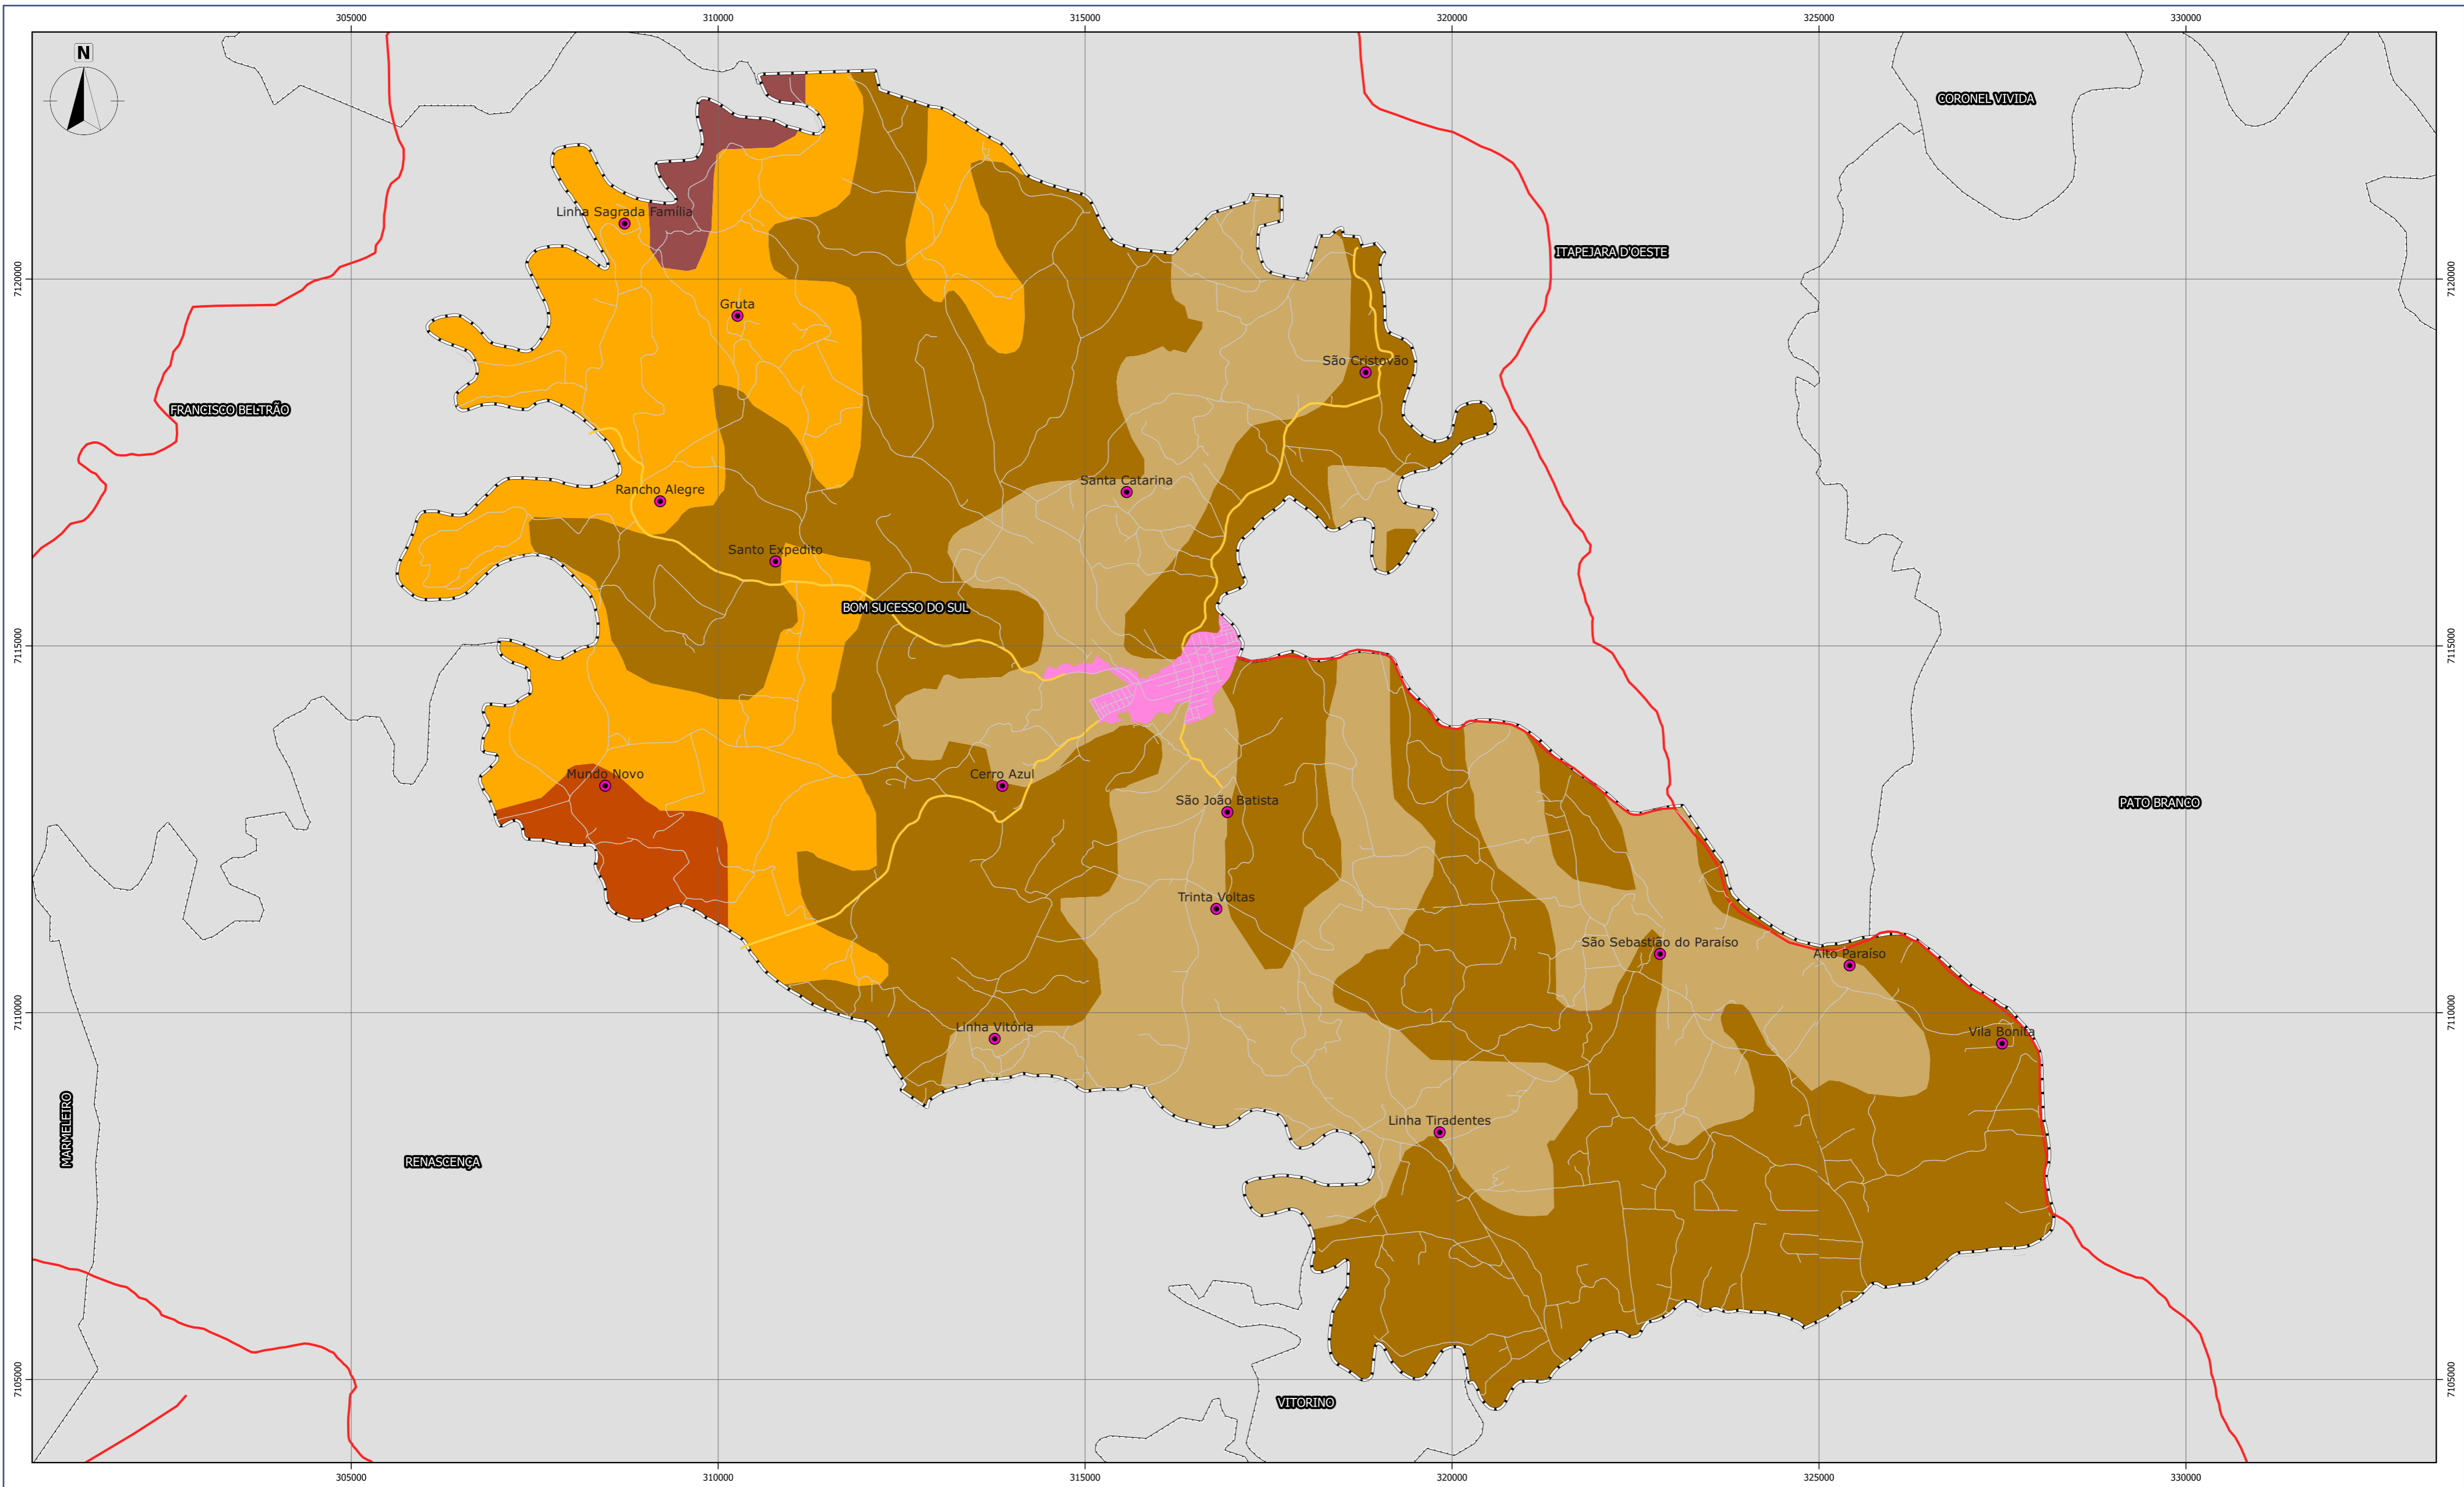 305000 310000 315000 320000 325000 330000
N
CORONEL VIVIDA
Linha Sagrada Família
ITAPEJARA D'OESTE
7120000 7120000
Gruta
São Cristovão
FRANCISCO BELTRÃO
Santa Catarina
Rancho Alegre
Santo Expedito
BOM SUCESSO DO SUL
7115000 7115000
Mundo Novo
Cerro Azul
São João Batista
PATO BRANCO
Trinta Voltas
São Sebastião do Paraíso
Alto Paraíso
7110000 7110000
Linha Vitória
Vila Bonita
Linha Tiradentes
MARMELEIRO
RENASCENÇA
7105000 7105000
VITORINO
305000 310000 315000 320000 325000 330000